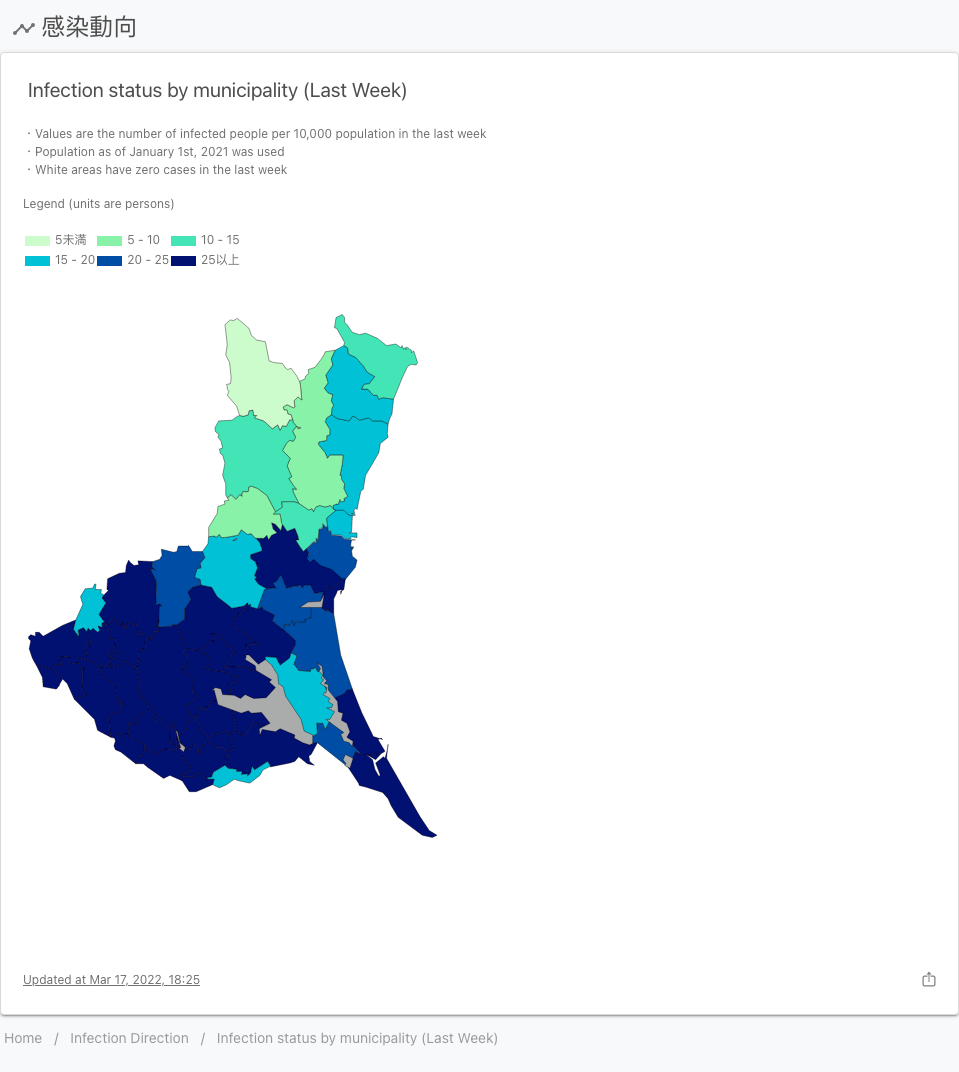 感染動向
Infection status by municipality (Last Week)
・Values are the number of infected people per 10,000 population in the last week
・Population as of January 1st, 2021 was used
・White areas have zero cases in the last week
Legend (units are persons)
5未満 5 - 10 10 - 15
15 - 20 20 - 25 25以上
Updated at Mar 17, 2022, 18:25
Home / Infection Direction / Infection status by municipality (Last Week)